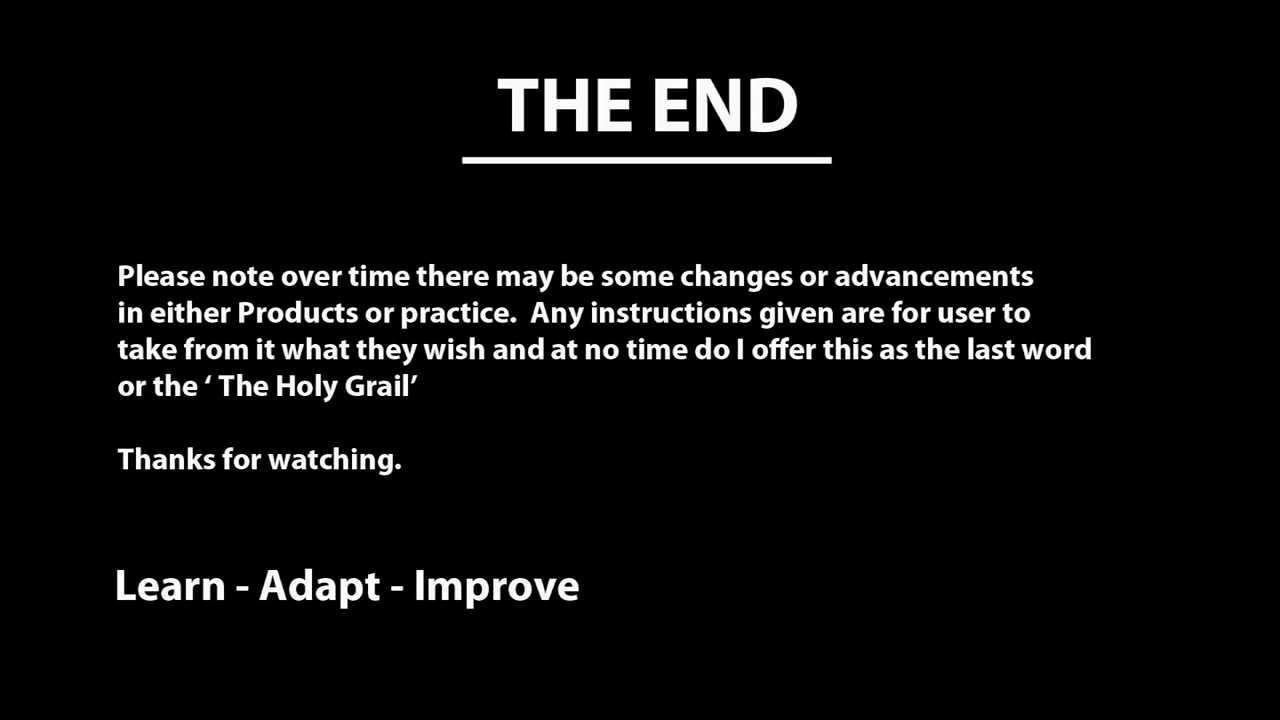 THE END
Please note over time there may be some changes or advancements
in either Products or practice.  Any instructions given are for user to
take from it what they wish and at no time do I offer this as the last word
or the ‘ The Holy Grail’
Thanks for watching.
Learn - Adapt - Improve